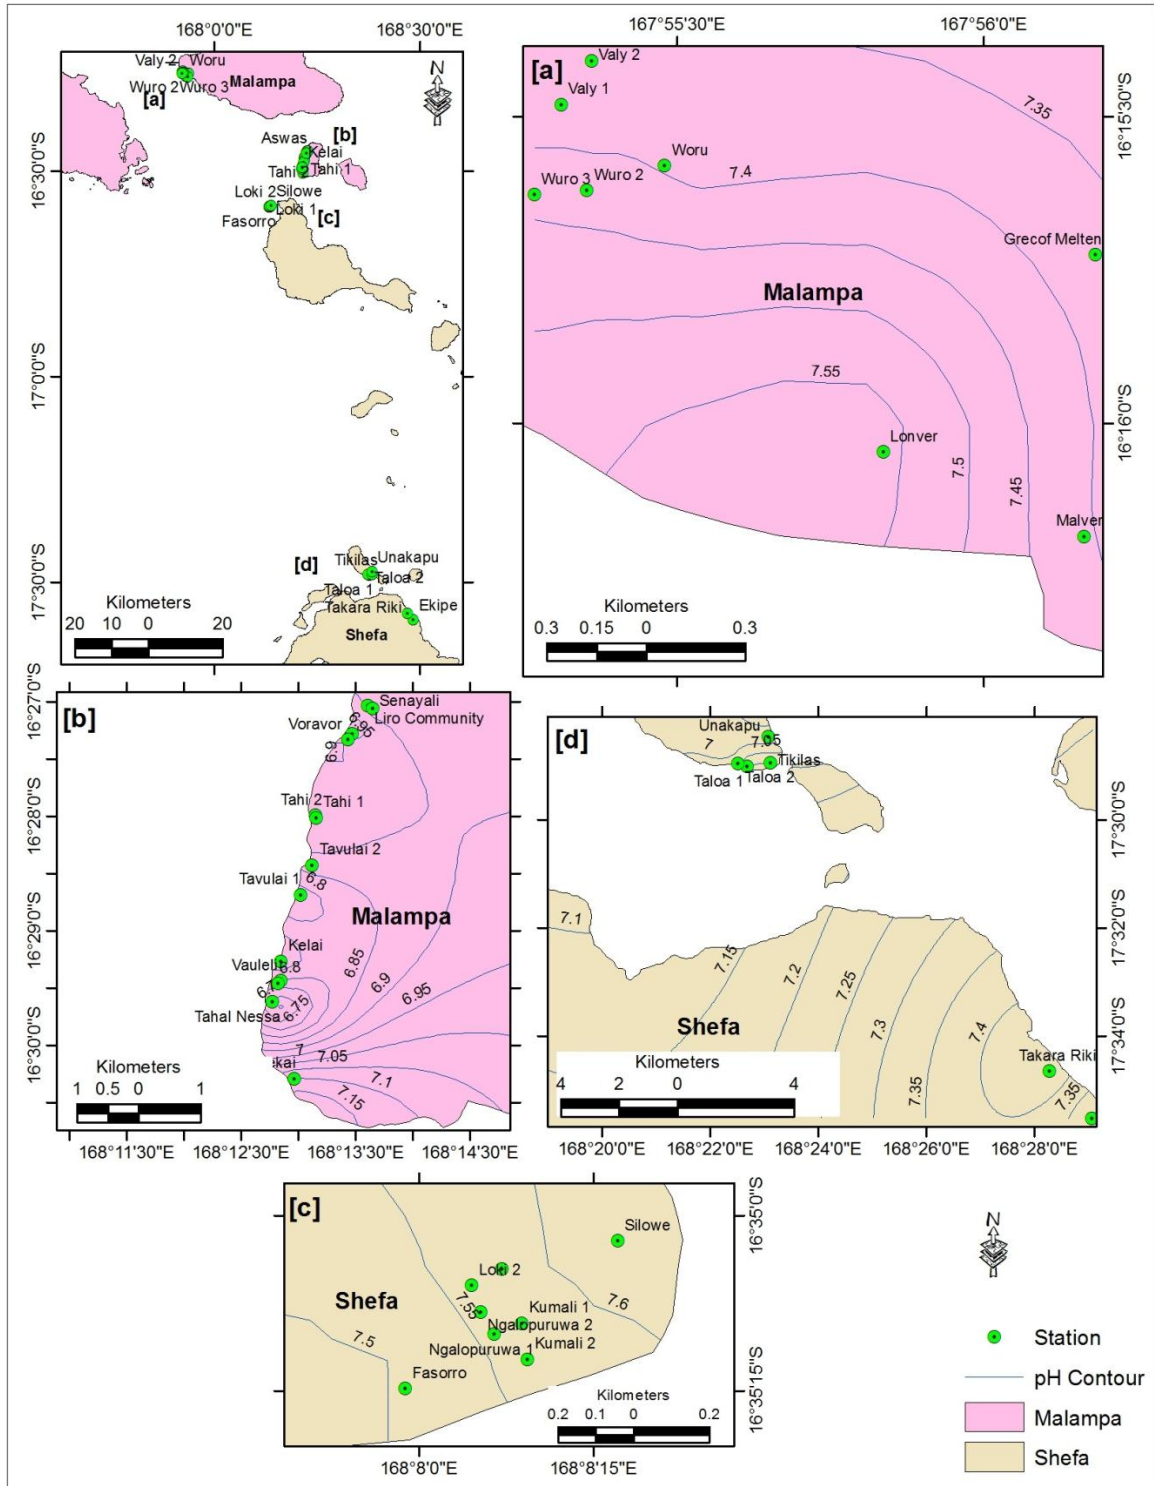 168°0'0"E 168°30'0"E
Valy 2 Woru
Malampa
Wuro 2 Wuro 3
[a]
N
Aswas [b]
Kelai
Tahi 2 Tahi 1
Loki 2 Silowe
Loki 1 [c]
Fasorro
16°30'0"S
17°0'0"S
17°30'0"S
[d]
Tikilas Unakapu
Taloa 2
Taloa 1
Takara Riki Ekipe
Shefa
Kilometers
20 10 0 20
167°55'30"E 167°56'0"E
[a]
Valy 2
Valy 1
7.35
Woru
7.4
Wuro 3 Wuro 2
Grecof Melten
Malampa
7.55
Lonver
7.5
7.45
Malver
Kilometers
0.3 0.15 0 0.3
16°15'30"S
16°16'0"S
[b]
Senayali
Liro Community
Voravor
6.95
6.9
Tahi 2 Tahi 1
Tavulai 2
6.8
Tavulai 1
Malampa
Kelai
6.8
Vauleli
6.85
6.9
6.95
6.75
Tahal Nessa
7
7.05
7.1
7.15
Kilometers
1 0.5 0 1
16°27'0"S
16°28'0"S
16°29'0"S
16°30'0"S
168°11'30"E 168°12'30"E 168°13'30"E 168°14'30"E
[d]
Unakapu
7
7.05
Tikilas
Taloa 1 Taloa 2
7.1
7.15
7.2
7.25
7.3
7.35
7.4
7.35
Shefa
Takara Riki
Kilometers
4 2 0 4
17°30'0"S
17°32'0"S
17°34'0"S
168°20'0"E 168°22'0"E 168°24'0"E 168°26'0"E 168°28'0"E
[c]
Silowe
Loki 2
Shefa
7.55
7.6
Kumali 1
Ngalopuruwa 2
7.5
Ngalopuruwa 1 Kumali 2
Fasorro
Kilometers
0.2 0.1 0 0.2
16°35'0"S
16°35'15"S
168°8'0"E 168°8'15"E
N
Station
pH Contour
Malampa
Shefa